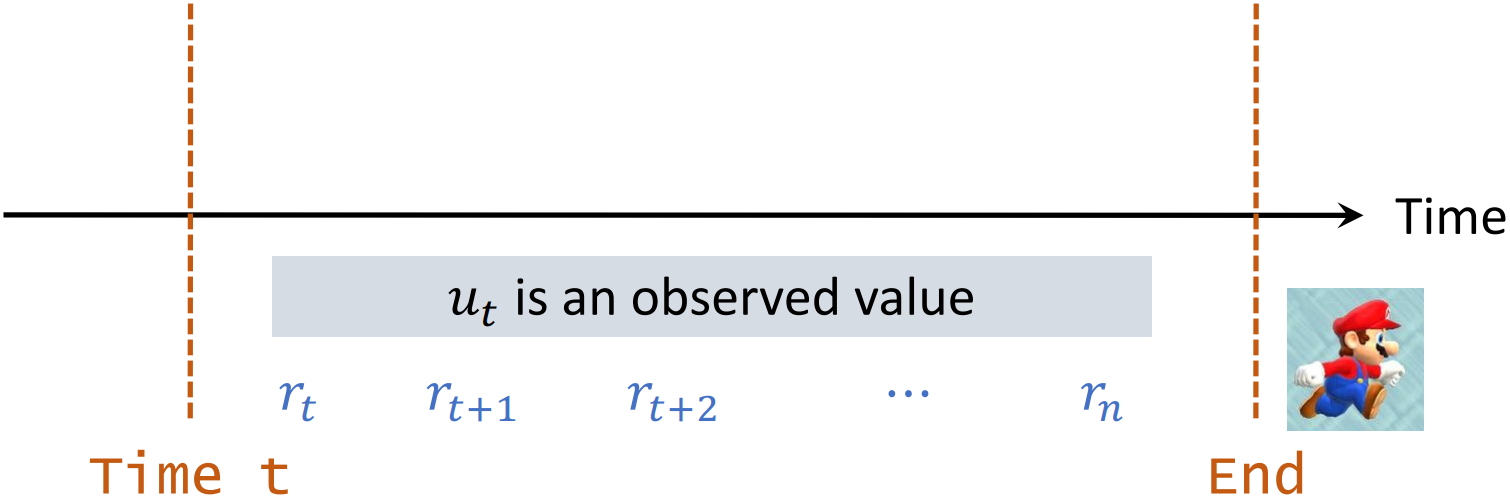 Time
u_t is an observed value
r_t r_{t+1} r_{t+2} ⋯ r_n
Time t End